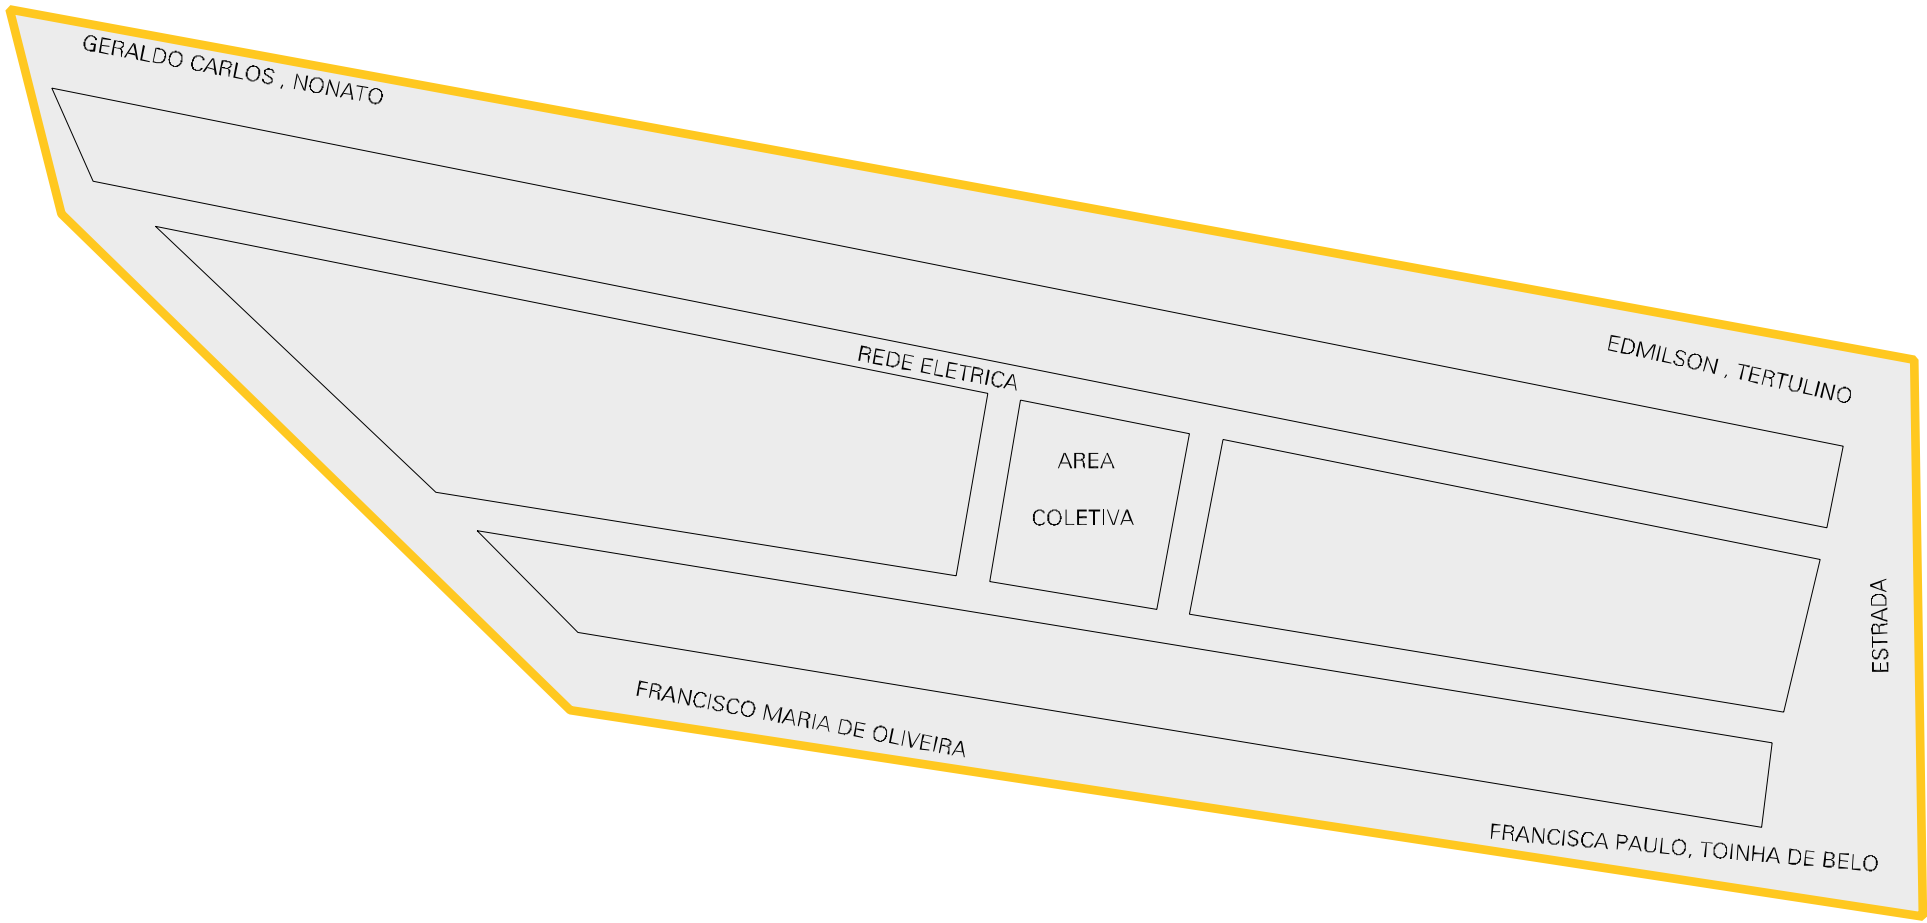 GERALDO CARLOS , NONATO
EDMILSON , TERTULINO
REDE ELETRICA
AREA
COLETIVA
ESTRADA
FRANCISCO MARIA DE OLIVEIRA
FRANCISCA PAULO, TOINHA DE BELO